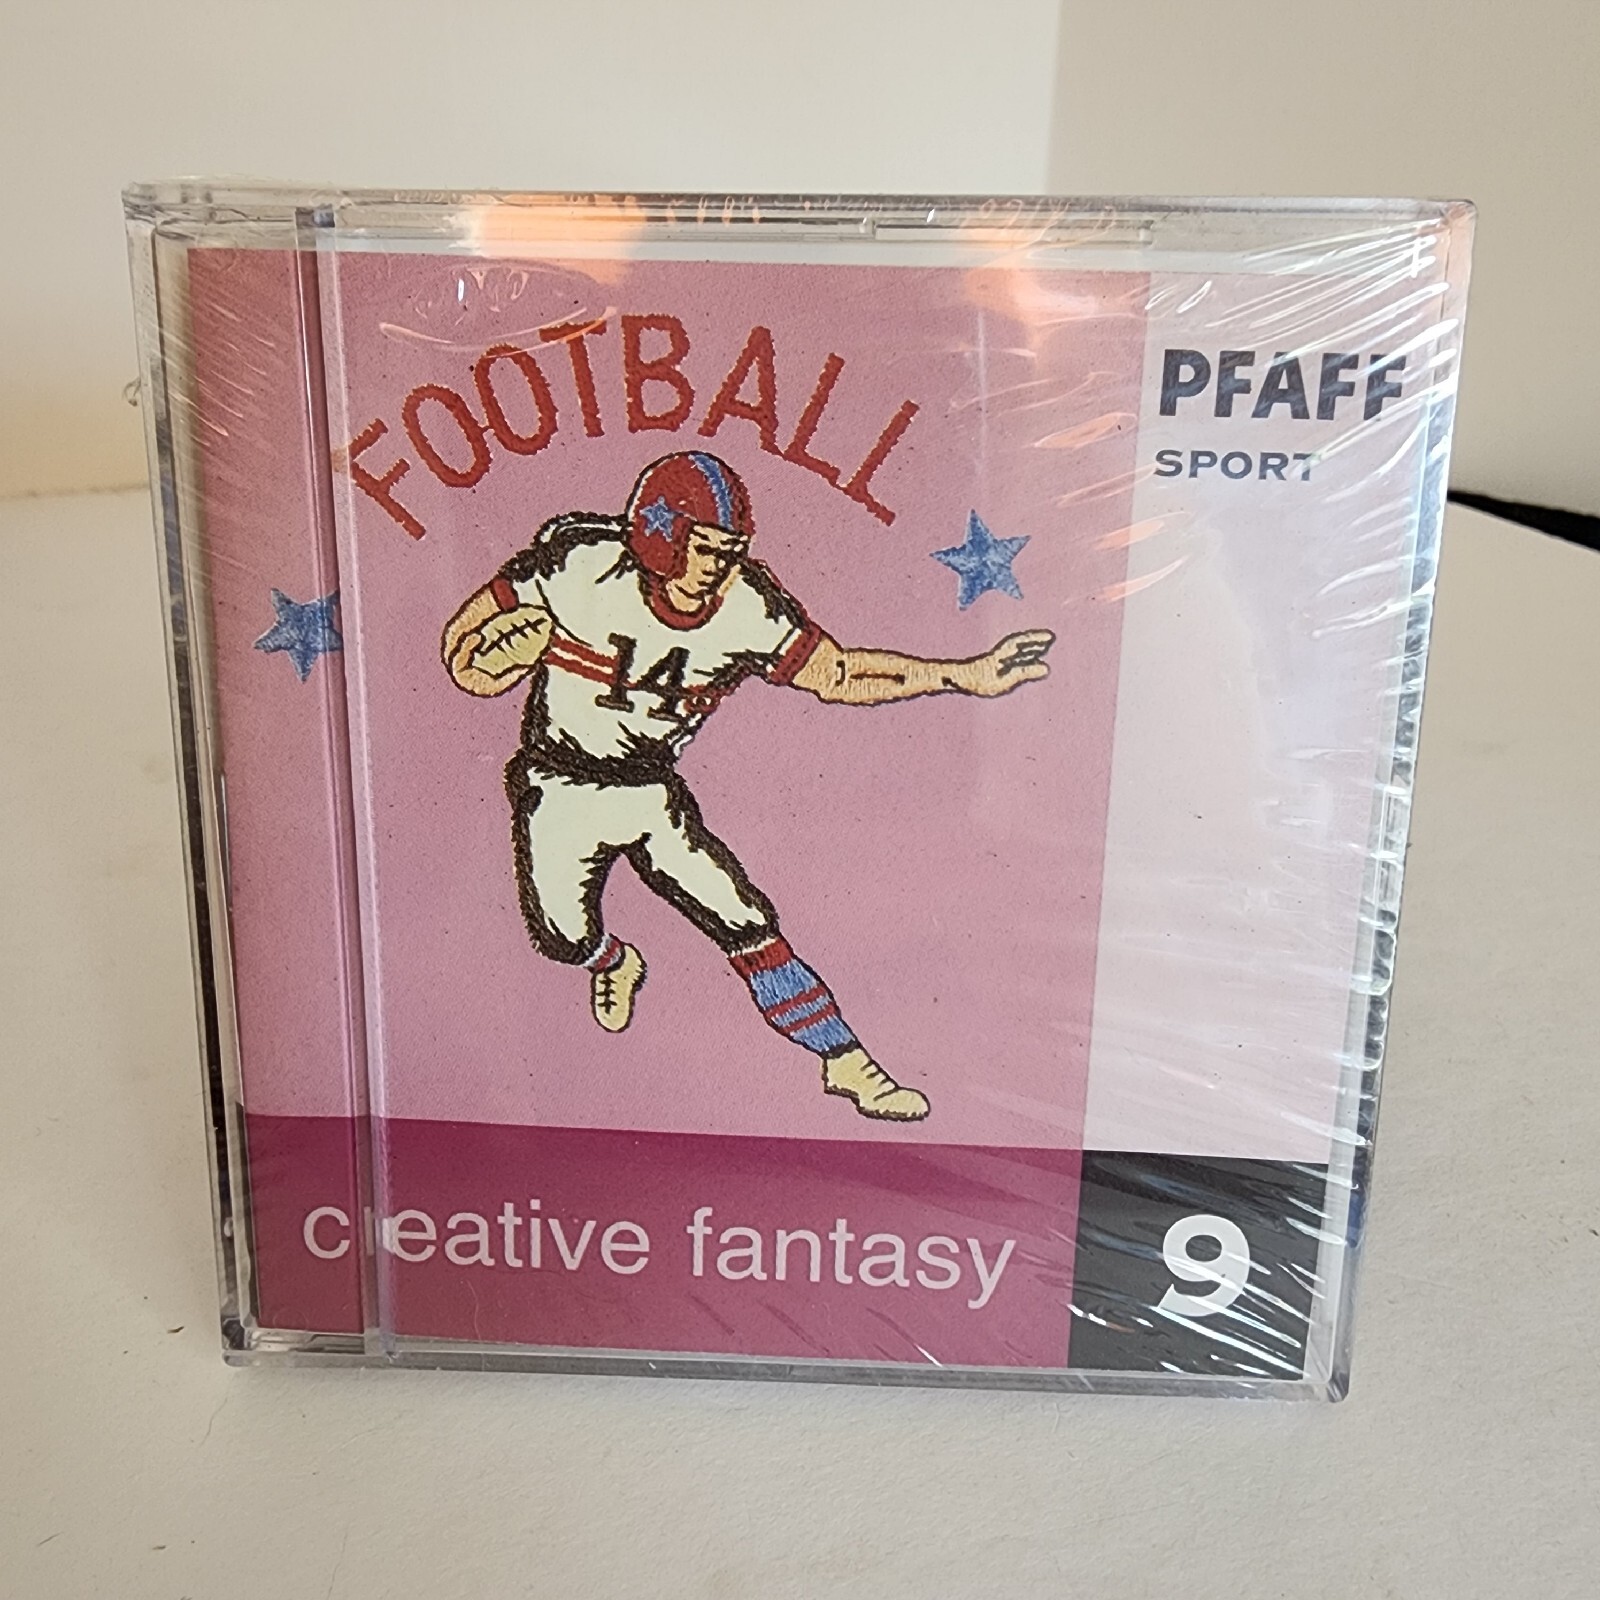 FOOTBALL
PFAFF
SPORT
14
creative fantasy
9